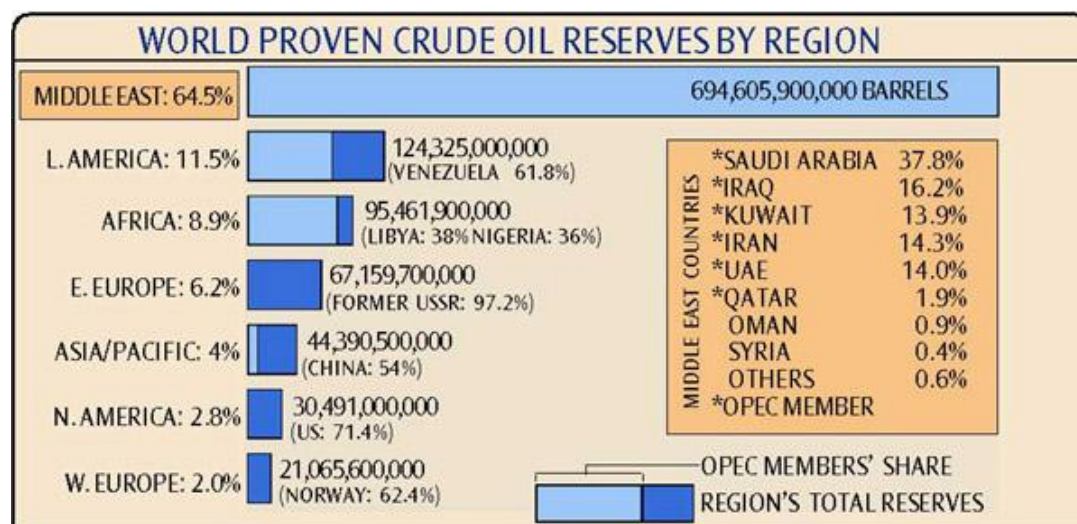 WORLD PROVEN CRUDE OIL RESERVES BY REGION
MIDDLE EAST: 64.5%
694,605,900,000 BARRELS
L. AMERICA: 11.5%
124,325,000,000
(VENEZUELA 61.8%)
AFRICA: 8.9%
95,461,900,000
(LIBYA: 38% NIGERIA: 36%)
E. EUROPE: 6.2%
67,159,700,000
(FORMER USSR: 97.2%)
ASIA/PACIFIC: 4%
44,390,500,000
(CHINA: 54%)
N. AMERICA: 2.8%
30,491,000,000
(US: 71.4%)
W. EUROPE: 2.0%
21,065,600,000
(NORWAY: 62.4%)
MIDDLE EAST COUNTRIES
*SAUDI ARABIA 37.8%
*IRAQ 16.2%
*KUWAIT 13.9%
*IRAN 14.3%
*UAE 14.0%
*QATAR 1.9%
OMAN 0.9%
SYRIA 0.4%
OTHERS 0.6%
*OPEC MEMBER
OPEC MEMBERS' SHARE
REGION'S TOTAL RESERVES